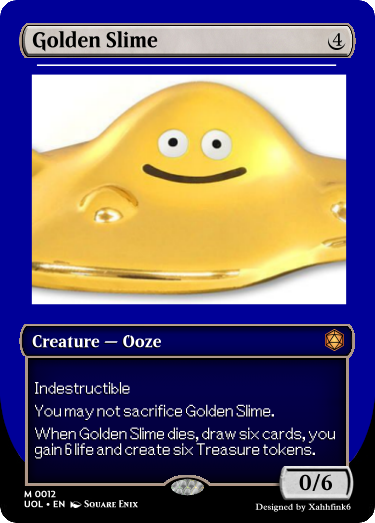 Golden Slime 4
Creature — Ooze
Indestructible
You may not sacrifice Golden Slime.
When Golden Slime dies, draw six cards, you
gain 6 life and create six Treasure tokens.
0/6
M 0012
UOL • EN SQUARE ENIX
Designed by Xahhfink6